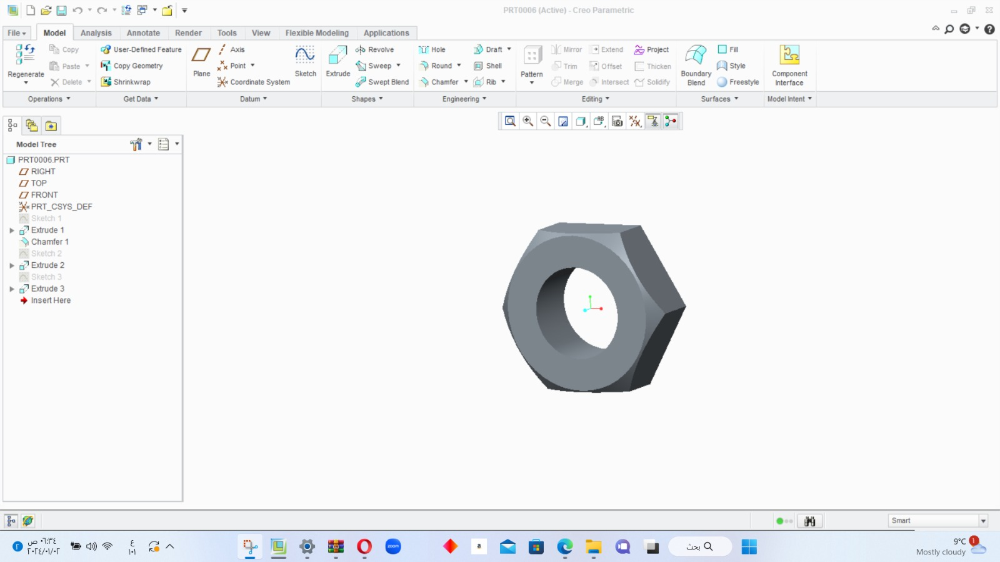 PRT0006 (Active) - Creo Parametric
File Model Analysis Annotate Render Tools View Flexible Modeling Applications
Regenerate
Copy
Paste
Delete
Operations
User-Defined Feature
Copy Geometry
Shrinkwrap
Get Data
Plane
Axis
Point
Coordinate System
Sketch
Datum
Extrude
Revolve
Sweep
Swept Blend
Shapes
Hole
Round
Chamfer
Draft
Shell
Rib
Engineering
Pattern
Mirror
Trim
Merge
Extend
Offset
Intersect
Project
Thicken
Solidify
Editing
Boundary
Blend
Fill
Style
Freestyle
Surfaces
Component
Interface
Model Intent
Model Tree
PRT0006.PRT
RIGHT
TOP
FRONT
PRT_CSYS_DEF
Sketch 1
Extrude 1
Chamfer 1
Sketch 2
Extrude 2
Sketch 3
Extrude 3
Insert Here
Smart
٠٦:٣٤ ص
٢٠٢٤/٠١/٠٢
٢
ع
١٠١
zoom
a
بحث
9°C
Mostly cloudy
١